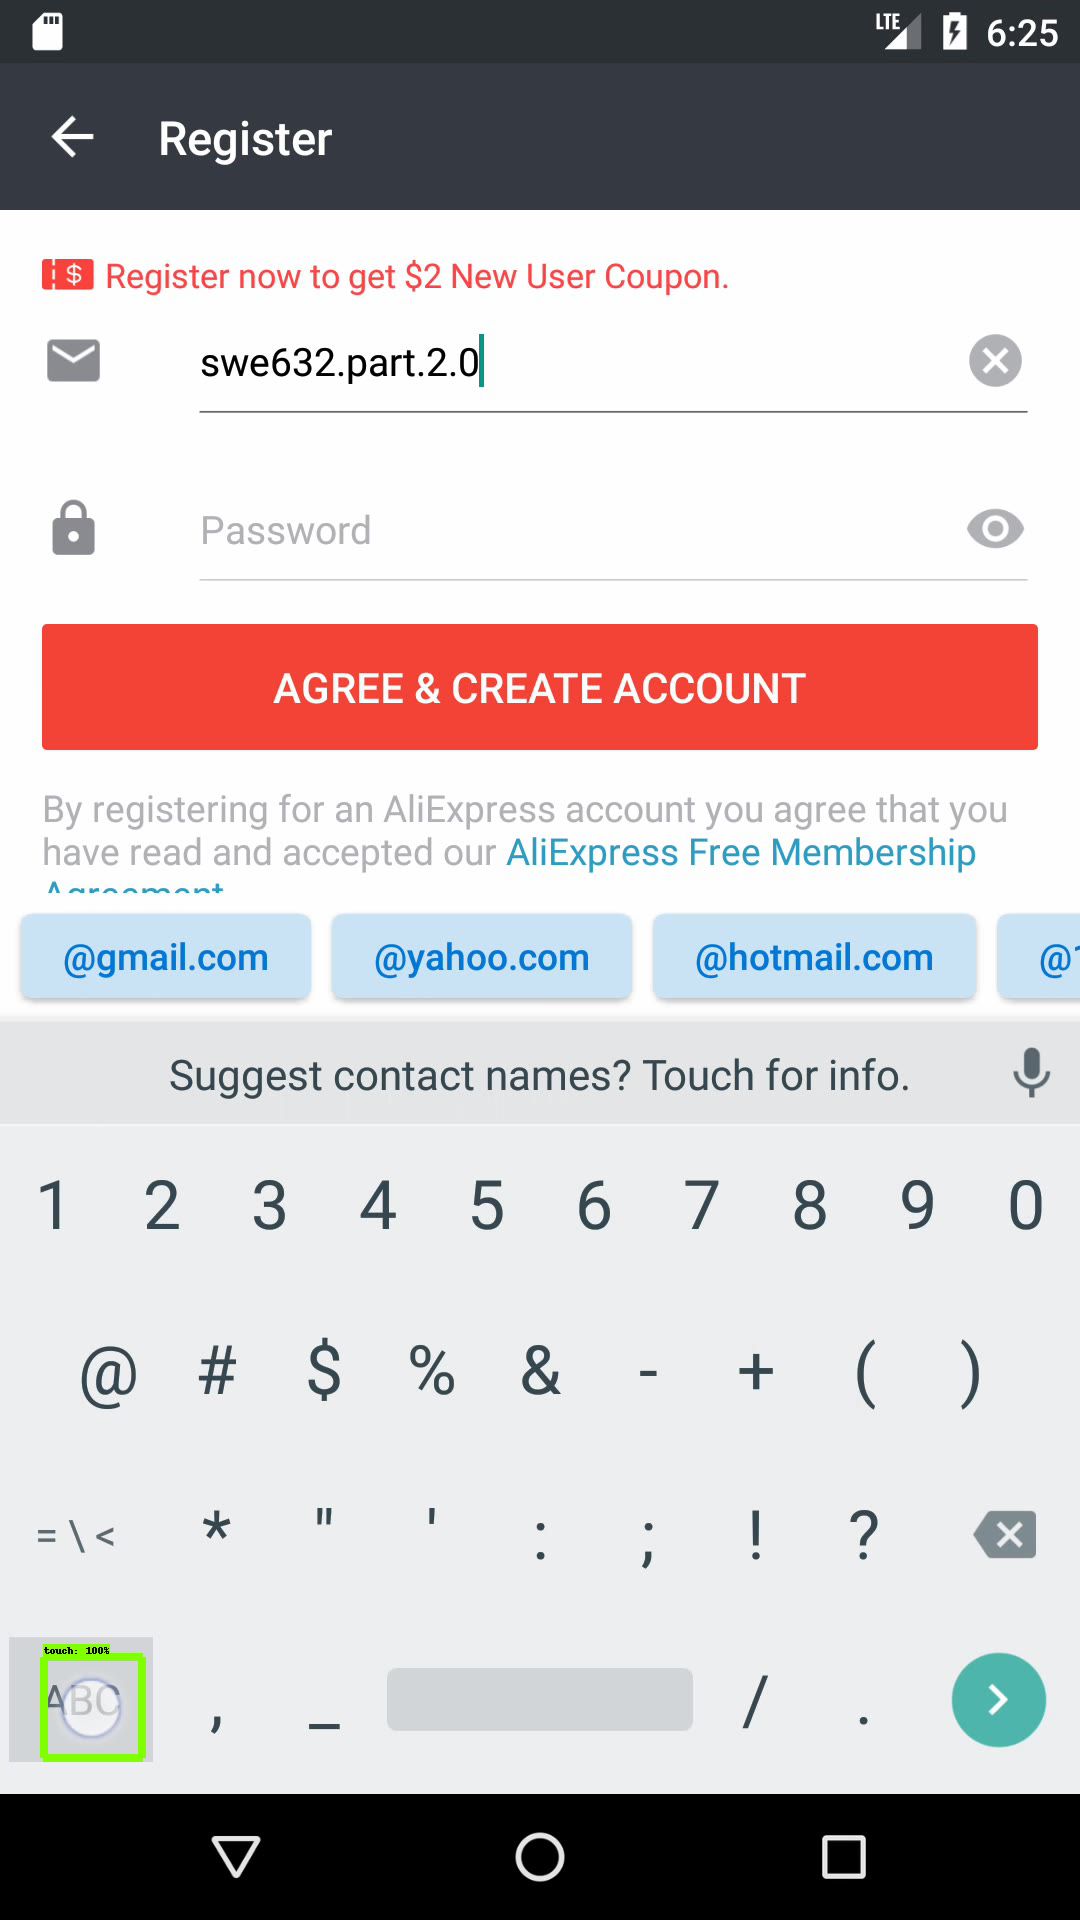 LTE 6:25
Register
Register now to get $2 New User Coupon.
swe632.part.2.0
Password
AGREE & CREATE ACCOUNT
By registering for an AliExpress account you agree that you
have read and accepted our AliExpress Free Membership
Agreement
@gmail.com @yahoo.com @hotmail.com @1
Suggest contact names? Touch for info.
1 2 3 4 5 6 7 8 9 0
@ # $ % & - + ( )
= \ < * " ' : ; ! ?
touch: 100%
ABC , _ / .